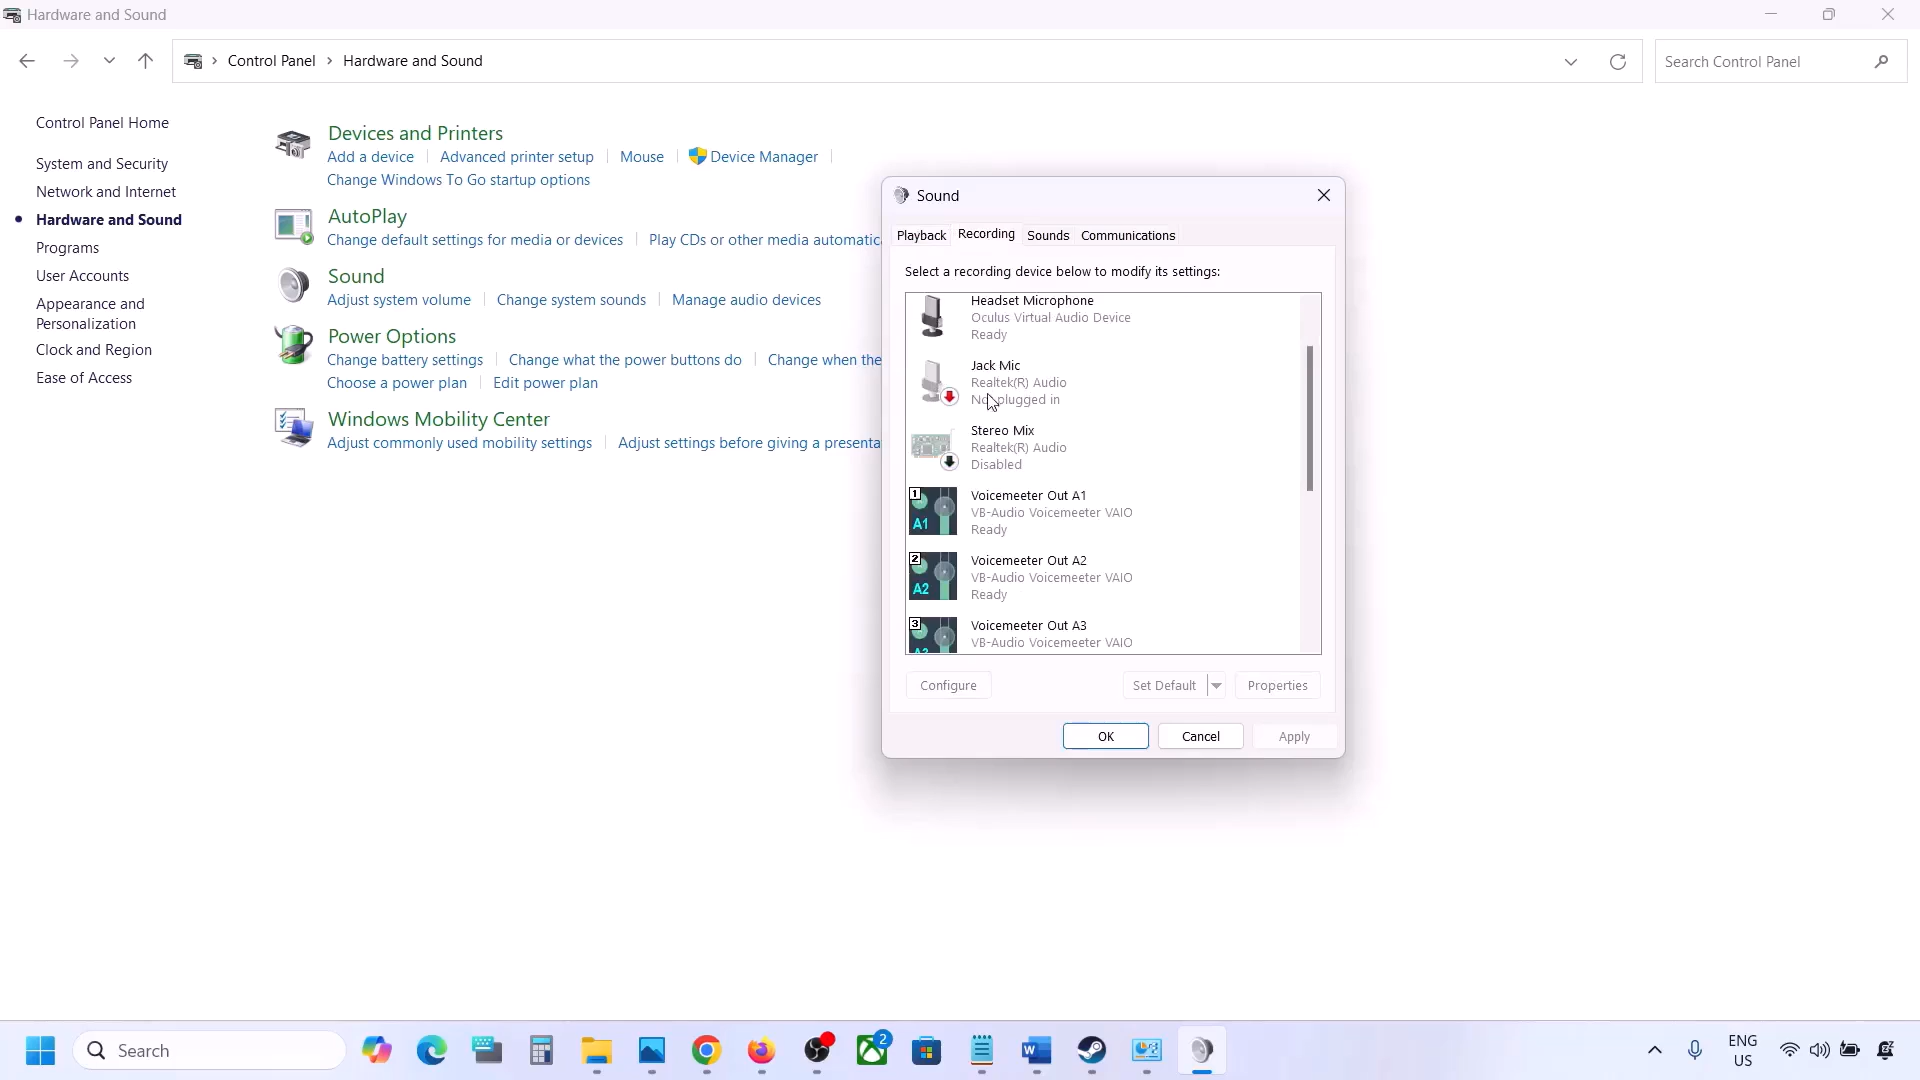 Hardware and Sound
Control Panel
Hardware and Sound
Search Control Panel
Control Panel Home
System and Security
Network and Internet
Hardware and Sound
Programs
User Accounts
Appearance and
Personalization
Clock and Region
Ease of Access
Devices and Printers
Add a device
Advanced printer setup
Mouse
Device Manager
Change Windows To Go startup options
AutoPlay
Change default settings for media or devices
Play CDs or other media
Sound
Adjust system volume
Change system sounds
Manage audio devices
Power Options
Change battery settings
Change what the power buttons do
Change when the
Choose a power plan
Edit power plan
Windows Mobility Center
Adjust commonly used mobility settings
Adjust settings before giving a
Sound
Playback
Recording
Sounds
Communications
Select a recording device below to modify its settings:
Headset Microphone
Oculus Virtual Audio Device
Ready
Jack Mic
Realtek(R) Audio
Not plugged in
Stereo Mix
Realtek(R) Audio
Disabled
1
A1
Voicemeeter Out A1
VB-Audio Voicemeeter VAIO
Ready
2
A2
Voicemeeter Out A2
VB-Audio Voicemeeter VAIO
Ready
3
A3
Voicemeeter Out A3
VB-Audio Voicemeeter VAIO
Configure
Set Default
Properties
OK
Cancel
Apply
Search
2
ENG
US